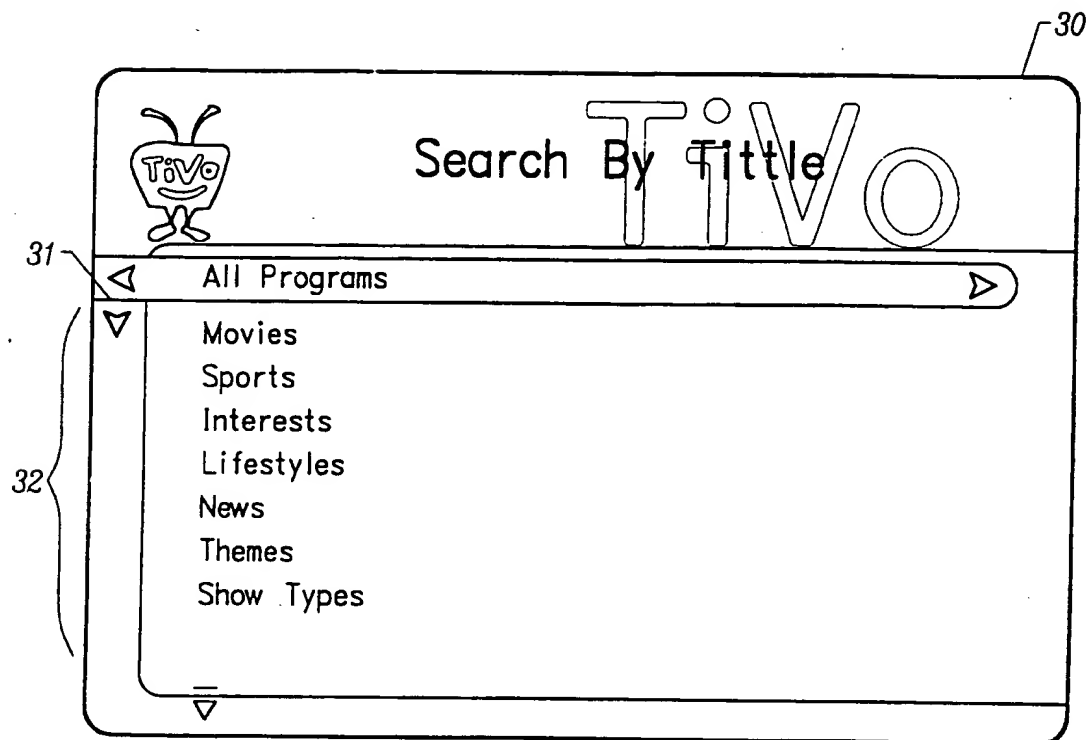 30
TiVo
TiVo
Search By Tittle
31
All Programs
Movies
Sports
Interests
Lifestyles
32
News
Themes
Show Types